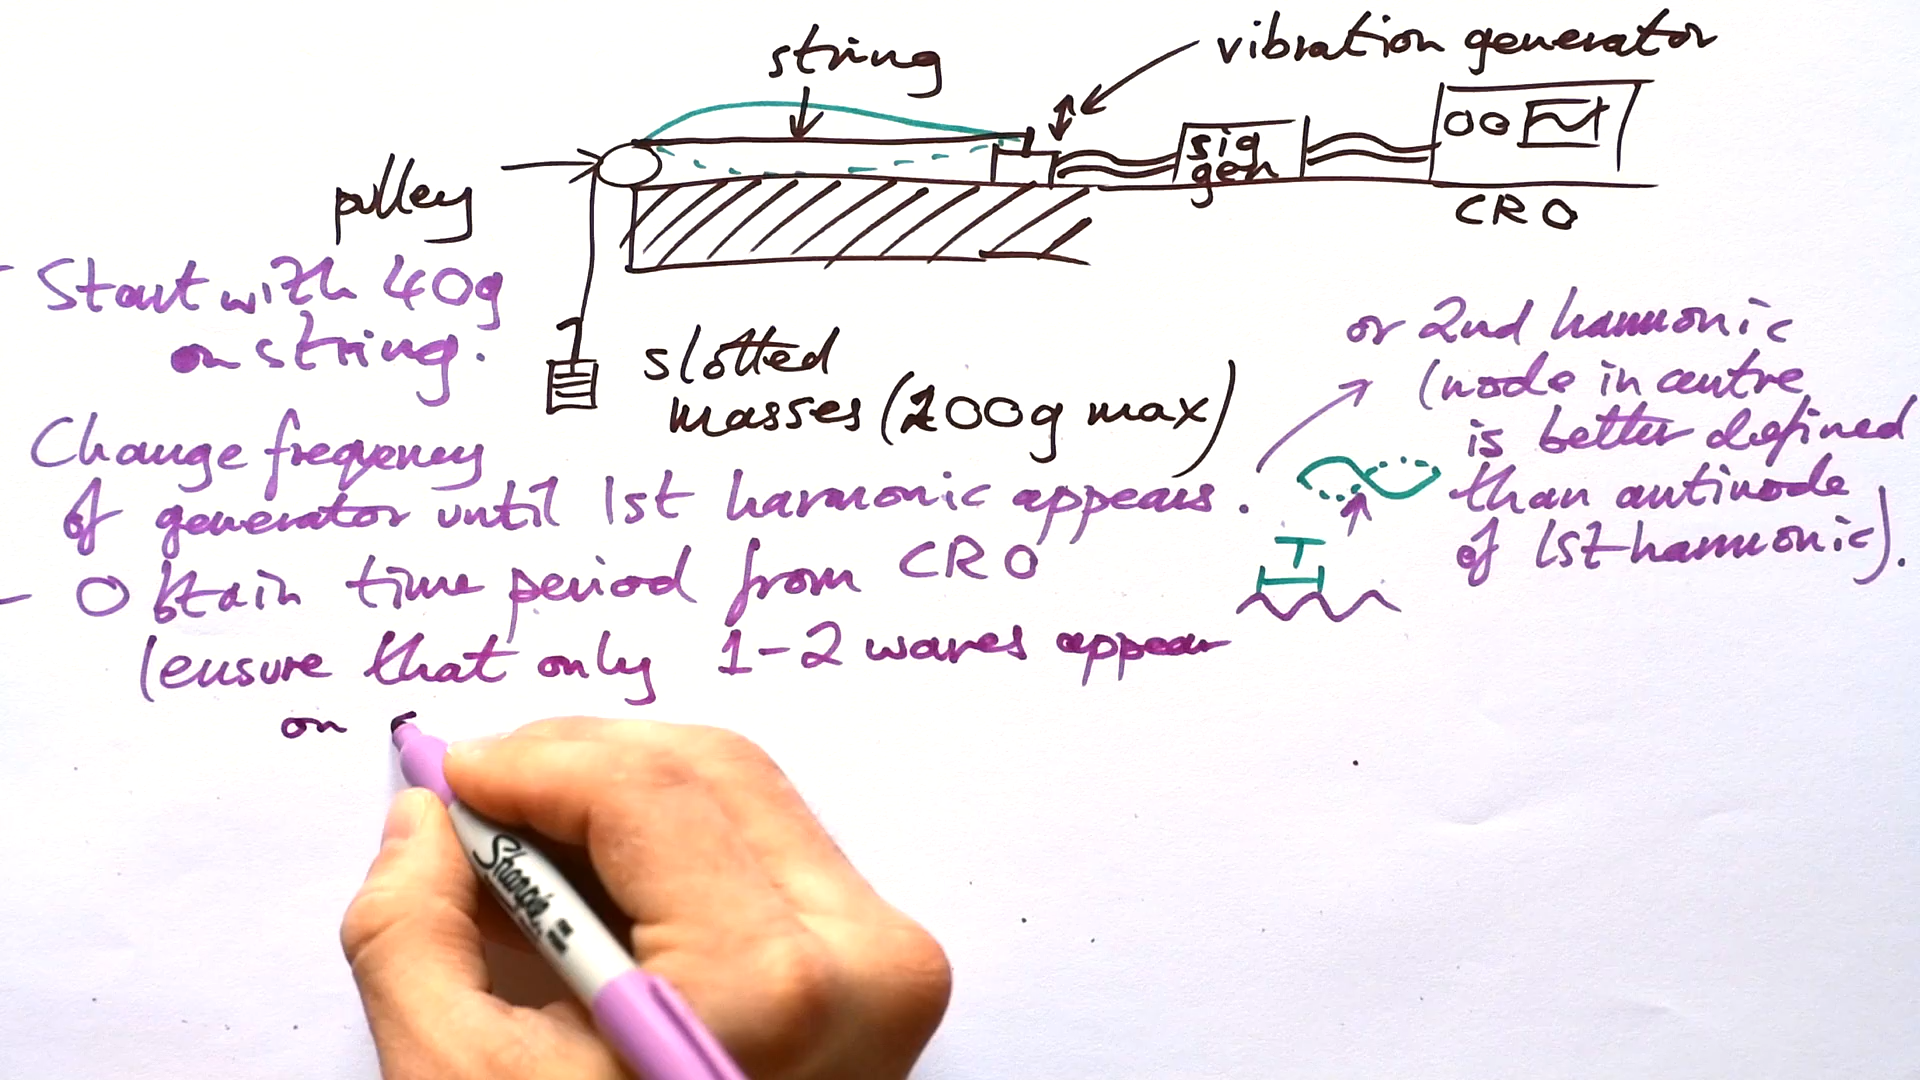 string
vibration generator
pulley
sig
gen
CRO
- Start with 40g
on string.
slotted
masses (200g max)
Change frequency
of generator until 1st harmonic appears.
or 2nd harmonic
(node in centre
is better defined
than antinode
of 1st harmonic).
T
- Obtain time period from CRO
(ensure that only 1-2 waves appear
on
Sharpie